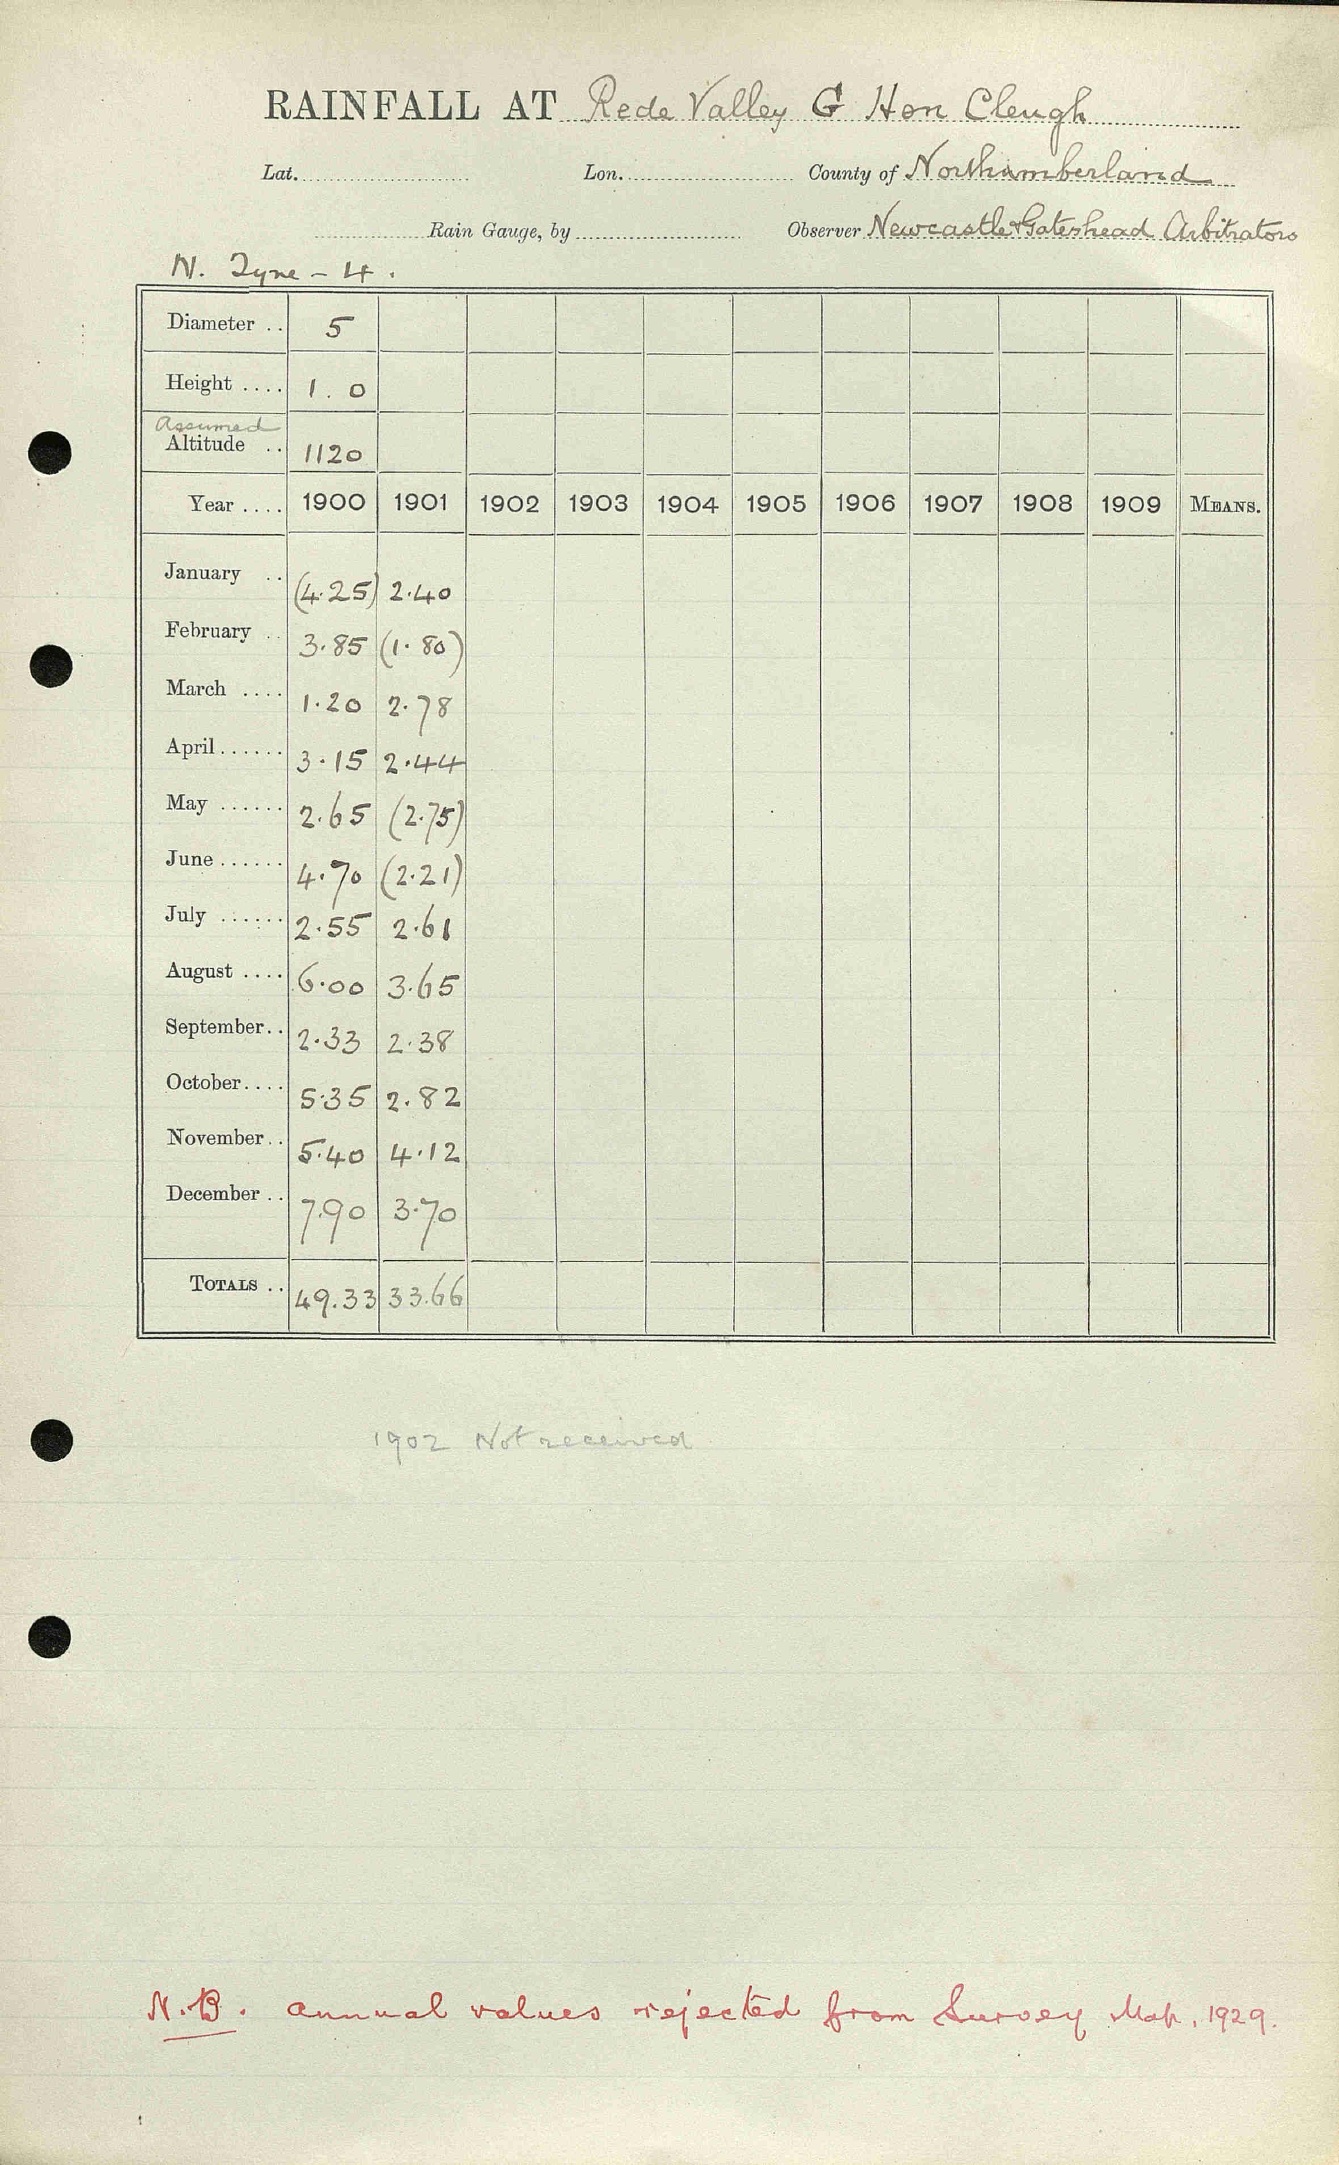 RAINFALL AT Rede Valley G Hon Cleugh
Lat. Lon. County of Northumberland
Rain Gauge, by Observer Newcastle & Gateshead Arbitrators
N. Tyne - 4.
Diameter .. 5
Height .... 1.0
Assumed
Altitude .. 1120
Year .... 1900 1901 1902 1903 1904 1905 1906 1907 1908 1909 MEANS.
January .. (4.25) 2.40
February .. 3.85 (1.80)
March .... 1.20 2.78
April ...... 3.15 2.44
May ...... 2.65 (2.75)
June ...... 4.70 (2.21)
July ...... 2.55 2.61
August .... 6.00 3.65
September.. 2.33 2.38
October.... 5.35 2.82
November.. 5.40 4.12
December .. 7.90 3.70
TOTALS .. 49.33 33.66
1902 Not received
N.B. annual values rejected from Survey Map, 1929.